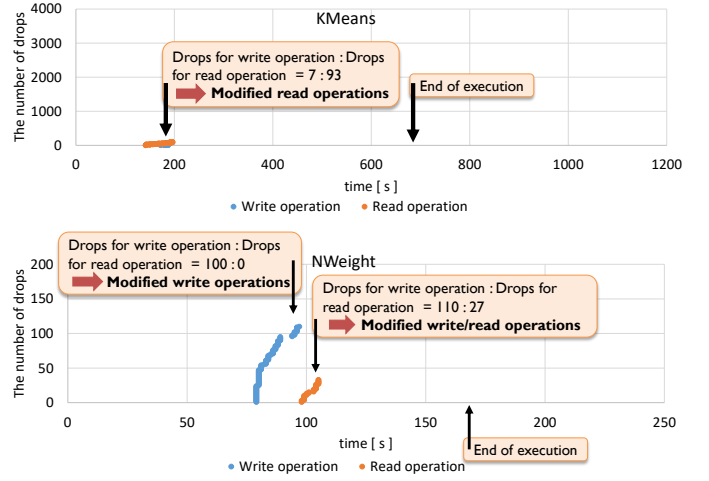 KMeans
The number of drops
4000
3000
2000
1000
0
Drops for write operation : Drops
for read operation = 7 : 93
Modified read operations
End of execution
0 200 400 600 800 1000 1200
time [ s ]
Write operation Read operation
NWeight
The number of drops
200
150
100
50
0
Drops for write operation : Drops
for read operation = 100 : 0
Modified write operations
Drops for write operation : Drops for
read operation = 110 : 27
Modified write/read operations
0 50 100 150 200 250
time [ s ]
End of execution
Write operation Read operation